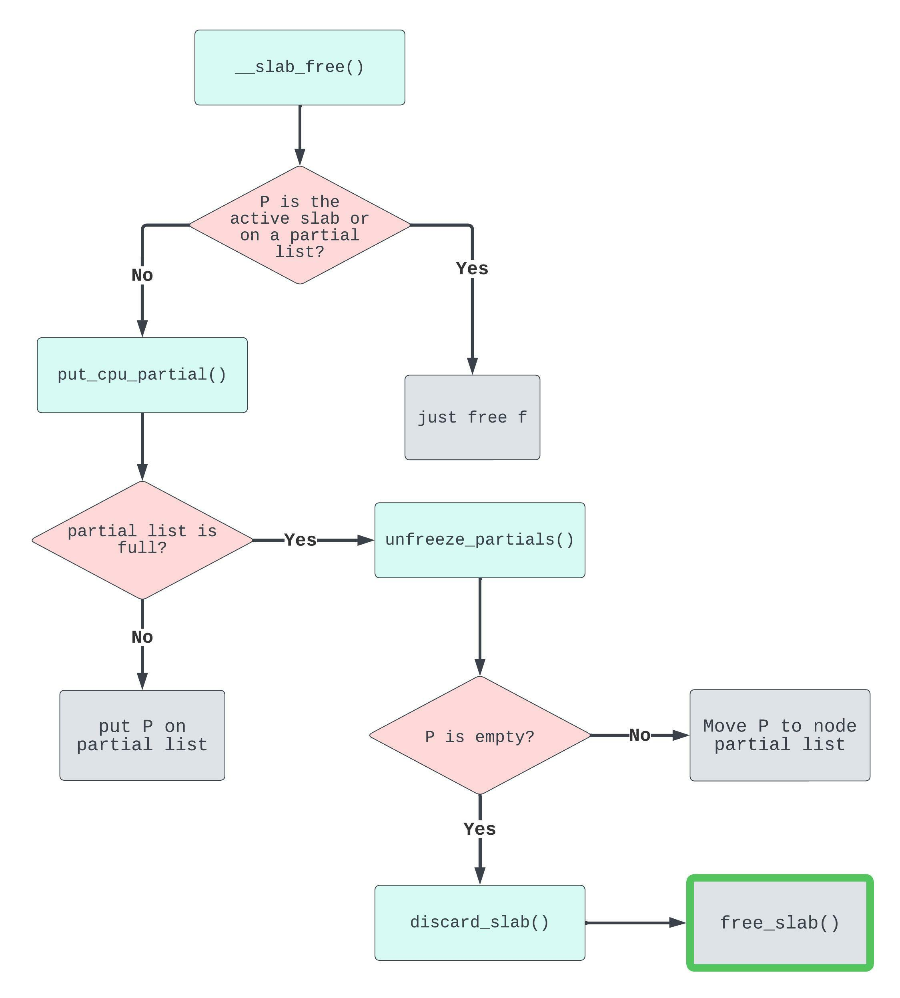 __slab_free()
P is the
active slab or
on a partial
list?
No
Yes
put_cpu_partial()
just free f
partial list is
full?
Yes
unfreeze_partials()
No
put P on
partial list
P is empty?
No
Move P to node
partial list
Yes
discard_slab()
free_slab()